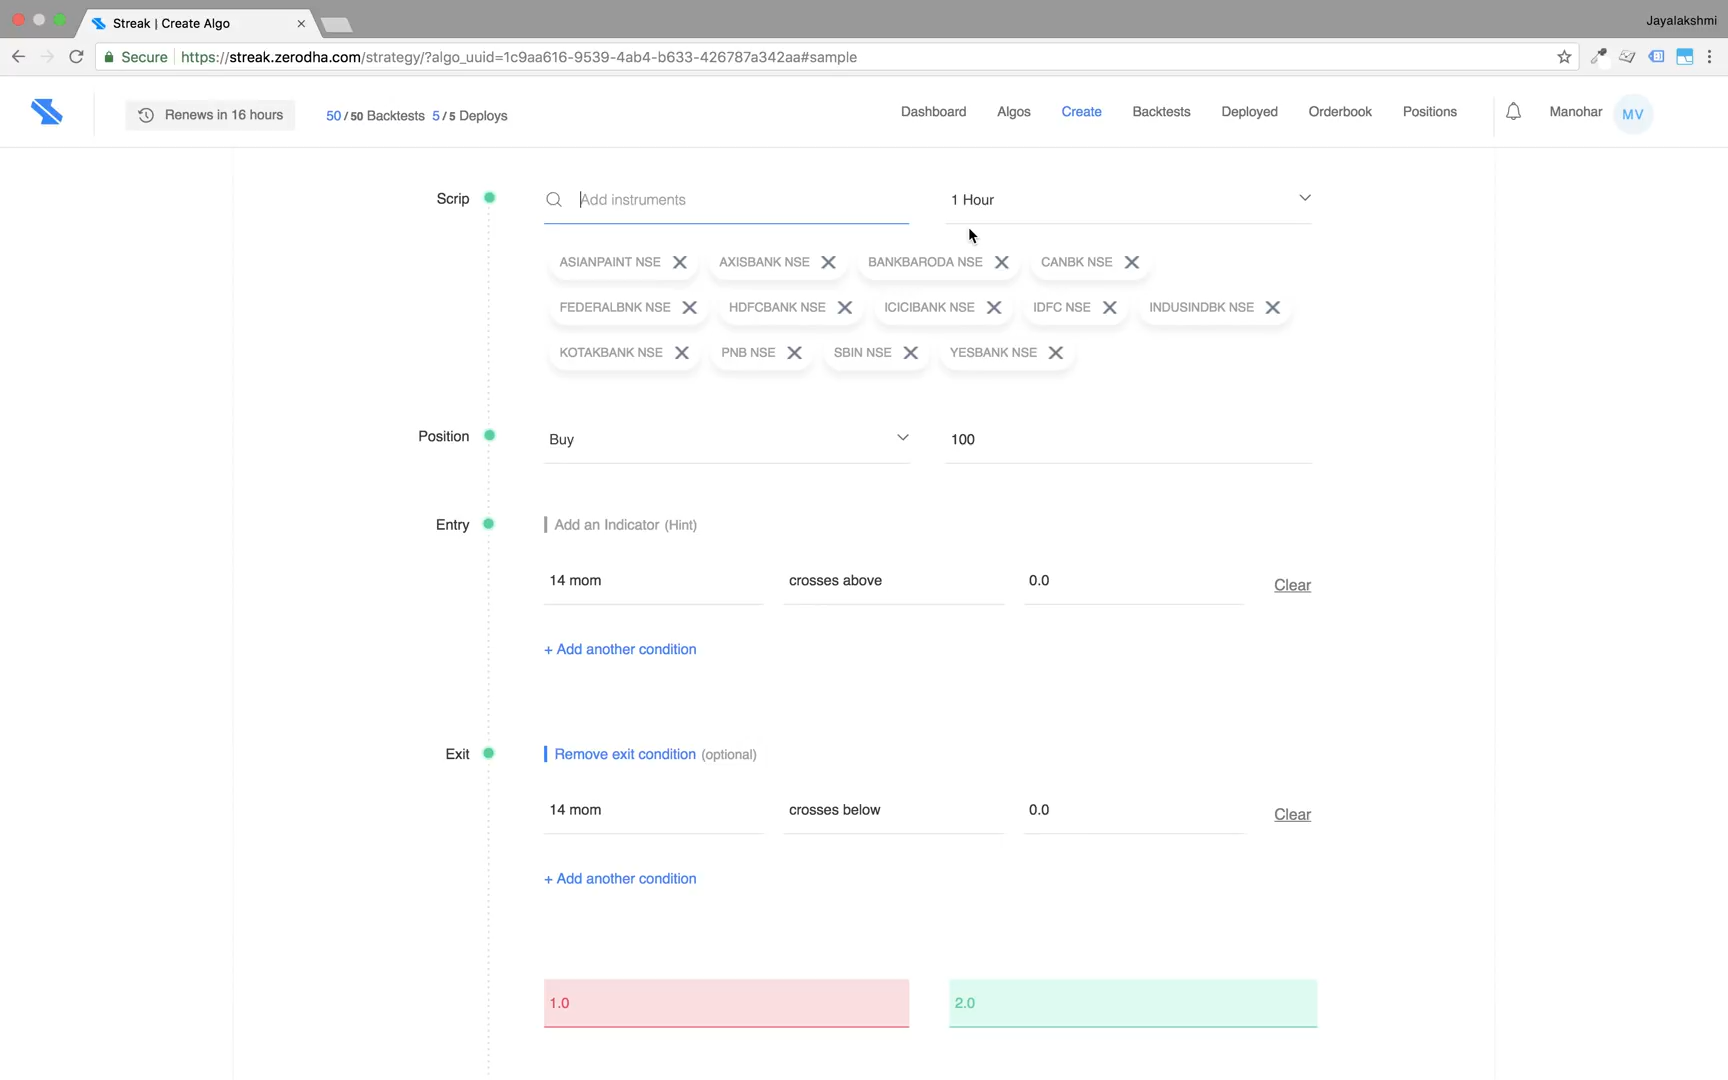 Streak | Create Algo
Jayalakshmi
Secure https://streak.zerodha.com/strategy/?algo_uuid=1c9aa616-9539-4ab4-b633-426787a342aa#sample
Renews in 16 hours 50 / 50 Backtests 5 / 5 Deploys Dashboard Algos Create Backtests Deployed Orderbook Positions Manohar MV
Scrip Add instruments 1 Hour
ASIANPAINT NSE AXISBANK NSE BANKBARODA NSE CANBK NSE
FEDERALBNK NSE HDFCBANK NSE ICICIBANK NSE IDFC NSE INDUSINDBK NSE
KOTAKBANK NSE PNB NSE SBIN NSE YESBANK NSE
Position Buy 100
Entry Add an Indicator (Hint)
14 mom crosses above 0.0 Clear
+ Add another condition
Exit Remove exit condition (optional)
14 mom crosses below 0.0 Clear
+ Add another condition
1.0 2.0